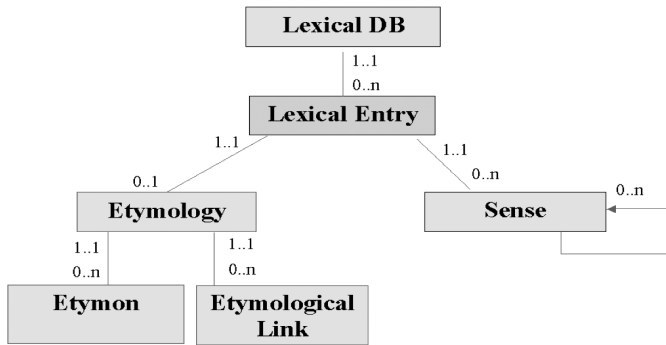 Lexical DB
1..1
0..n
Lexical Entry
1..1
1..1
0..1
0..n
0..n
Etymology
Sense
1..1
1..1
0..n
0..n
Etymon
Etymological
Link